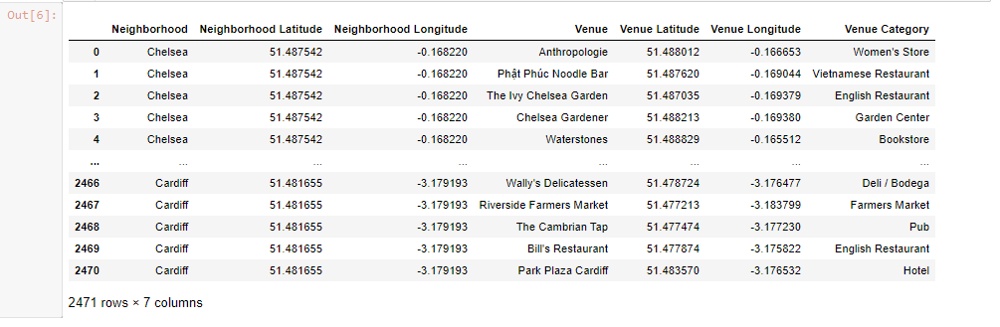 Out[6]:
Neighborhood Neighborhood Latitude Neighborhood Longitude Venue Venue Latitude Venue Longitude Venue Category
0 Chelsea 51.487542 -0.168220 Anthropologie 51.488012 -0.166653 Women's Store
1 Chelsea 51.487542 -0.168220 Phật Phúc Noodle Bar 51.487620 -0.169044 Vietnamese Restaurant
2 Chelsea 51.487542 -0.168220 The Ivy Chelsea Garden 51.487035 -0.169379 English Restaurant
3 Chelsea 51.487542 -0.168220 Chelsea Gardener 51.488213 -0.169380 Garden Center
4 Chelsea 51.487542 -0.168220 Waterstones 51.488829 -0.165512 Bookstore
... ... ... ... ... ... ... ...
2466 Cardiff 51.481655 -3.179193 Wally's Delicatessen 51.478724 -3.176477 Deli / Bodega
2467 Cardiff 51.481655 -3.179193 Riverside Farmers Market 51.477213 -3.183799 Farmers Market
2468 Cardiff 51.481655 -3.179193 The Cambrian Tap 51.477474 -3.177230 Pub
2469 Cardiff 51.481655 -3.179193 Bill's Restaurant 51.477874 -3.175822 English Restaurant
2470 Cardiff 51.481655 -3.179193 Park Plaza Cardiff 51.483570 -3.176532 Hotel
2471 rows × 7 columns